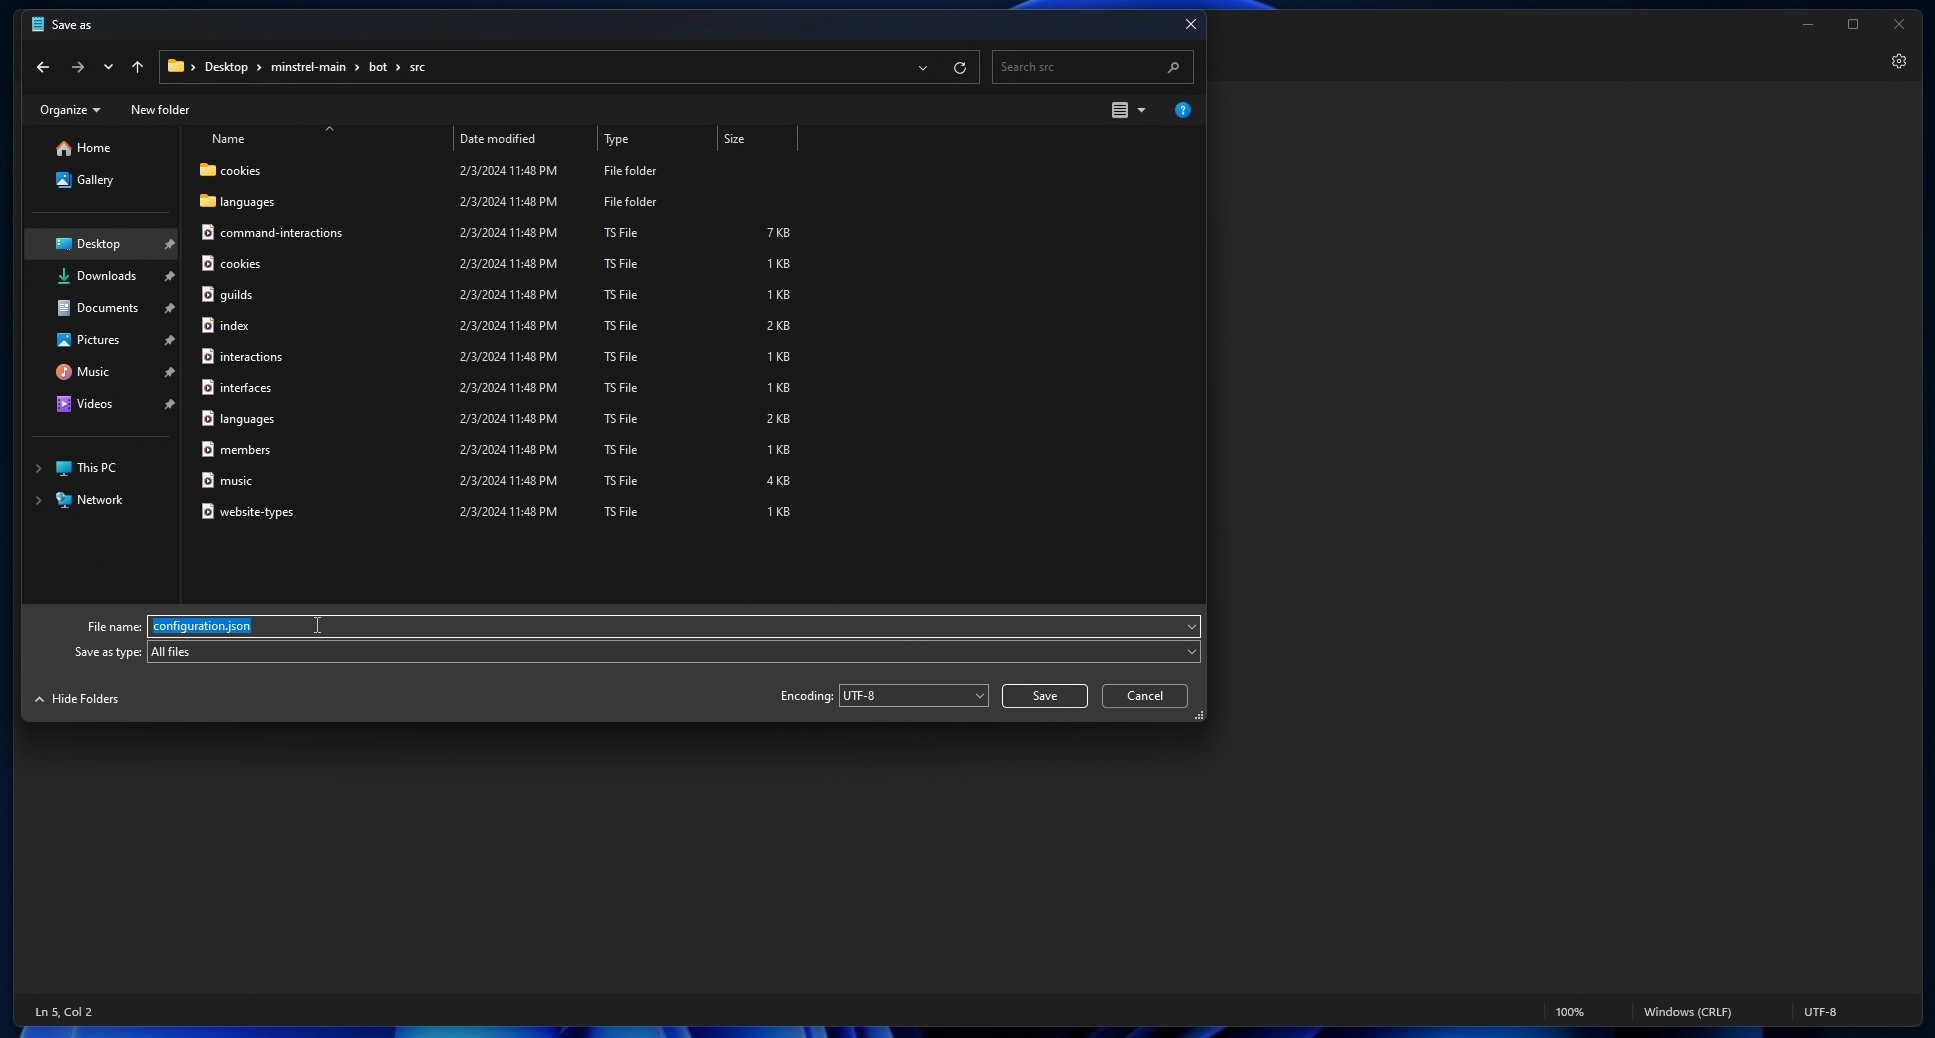 Save as
Desktop > minstrel-main > bot > src
Search src
Organize
New folder
?
Home
Gallery
Desktop
Downloads
Documents
Pictures
Music
Videos
This PC
Network
Name Date modified Type Size
cookies 2/3/2024 11:48 PM File folder
languages 2/3/2024 11:48 PM File folder
command-interactions 2/3/2024 11:48 PM TS File 7 KB
cookies 2/3/2024 11:48 PM TS File 1 KB
guilds 2/3/2024 11:48 PM TS File 1 KB
index 2/3/2024 11:48 PM TS File 2 KB
interactions 2/3/2024 11:48 PM TS File 1 KB
interfaces 2/3/2024 11:48 PM TS File 1 KB
languages 2/3/2024 11:48 PM TS File 2 KB
members 2/3/2024 11:48 PM TS File 1 KB
music 2/3/2024 11:48 PM TS File 4 KB
website-types 2/3/2024 11:48 PM TS File 1 KB
File name: configuration.json
Save as type: All files
Hide Folders
Encoding: UTF-8
Save
Cancel
Ln 5, Col 2
100%
Windows (CRLF)
UTF-8